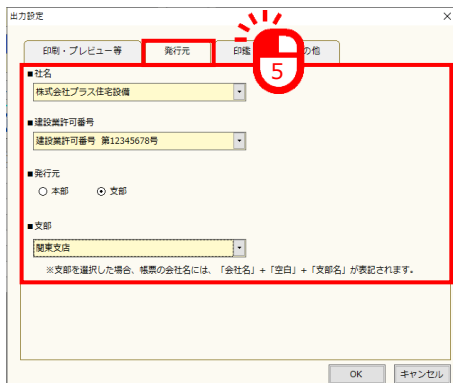 出力設定
印刷・プレビュー等 発行元 印鑑 の他
5
■社名
株式会社プラス住宅設備
■建設業許可番号
建設業許可番号 第12345678号
■発行元
本部 支部
■支部
関東支店
※支部を選択した場合、帳票の会社名には、「会社名」+「空白」+「支部名」が表記されます。
OK キャンセル